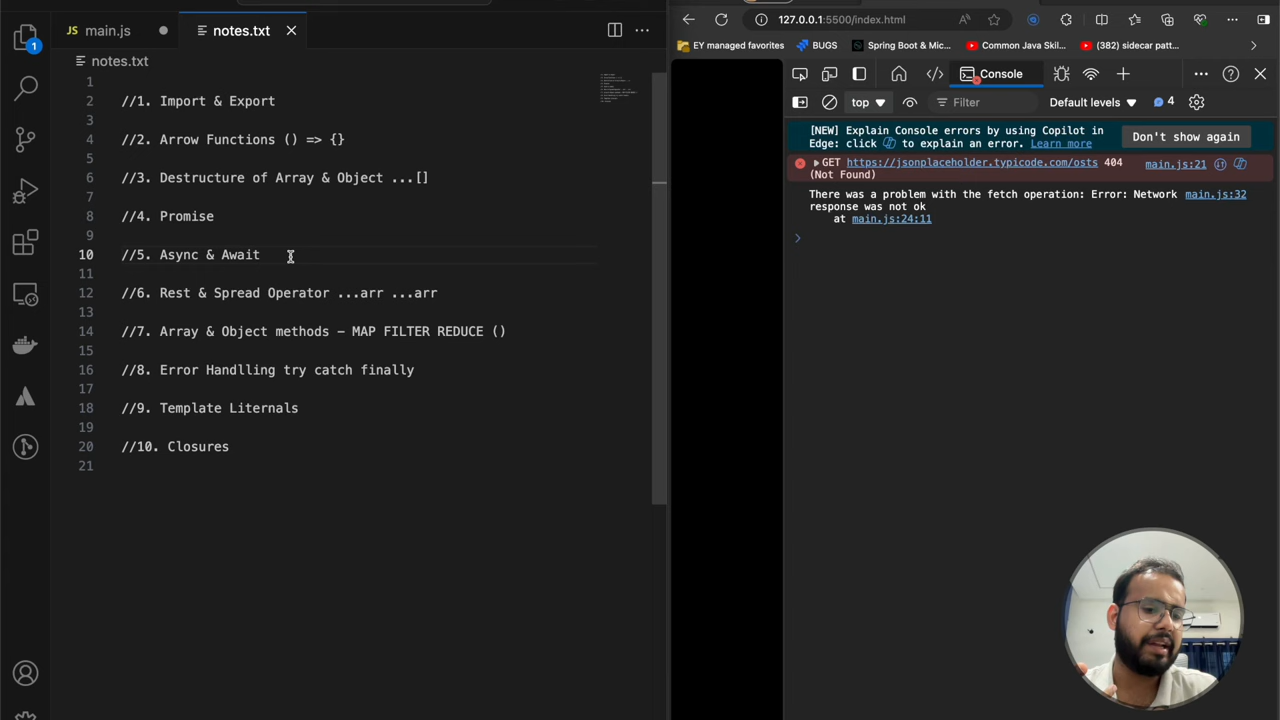 main.js
notes.txt
127.0.0.1:5500/index.html
EY managed favorites
BUGS
Spring Boot & Mic...
Common Java Skil...
(382) sidecar patt...
notes.txt
Console
top
Filter
Default levels
4
1
[NEW] Explain Console errors by using Copilot in
Edge: click to explain an error. Learn more
Don't show again
GET https://jsonplaceholder.typicode.com/osts 404
(Not Found)
main.js:21
There was a problem with the fetch operation: Error: Network
response was not ok
at main.js:24:11
main.js:32
1
2 //1. Import & Export
3
4 //2. Arrow Functions () => {}
5
6 //3. Destructure of Array & Object ...[]
7
8 //4. Promise
9
10 //5. Async & Await
11
12 //6. Rest & Spread Operator ...arr ...arr
13
14 //7. Array & Object methods - MAP FILTER REDUCE ()
15
16 //8. Error Handlling try catch finally
17
18 //9. Template Liternals
19
20 //10. Closures
21